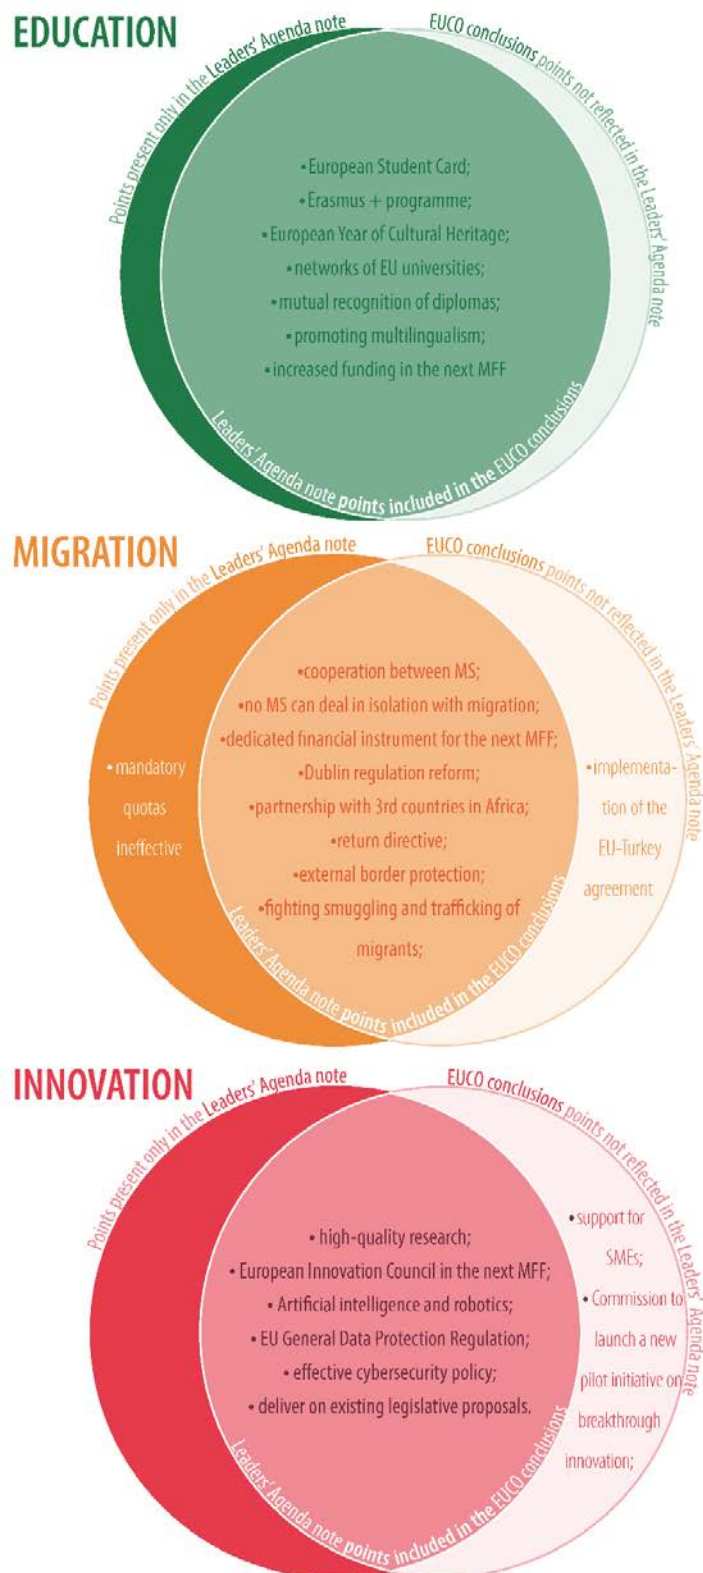 EDUCATION
Points present only in the Leaders' Agenda note
EUCO conclusions points not reflected in the Leaders' Agenda note
• European Student Card;
• Erasmus + programme;
• European Year of Cultural Heritage;
• networks of EU universities;
• mutual recognition of diplomas;
• promoting multilingualism;
• increased funding in the next MFF
Leaders' Agenda note points included in the EUCO conclusions
MIGRATION
Points present only in the Leaders' Agenda note
EUCO conclusions points not reflected in the Leaders' Agenda note
• mandatory
quotas
ineffective
•cooperation between MS;
•no MS can deal in isolation with migration;
•dedicated financial instrument for the next MFF;
•Dublin regulation reform;
•partnership with 3rd countries in Africa;
•return directive;
•external border protection;
•fighting smuggling and trafficking of
migrants;
•implementa-
tion of the
EU-Turkey
agreement
Leaders' Agenda note points included in the EUCO conclusions
INNOVATION
Points present only in the Leaders' Agenda note
EUCO conclusions points not reflected in the Leaders' Agenda note
• high-quality research;
• European Innovation Council in the next MFF;
• Artificial intelligence and robotics;
• EU General Data Protection Regulation;
• effective cybersecurity policy;
• deliver on existing legislative proposals.
• support for
SMEs;
• Commission to
launch a new
pilot initiative on
breakthrough
innovation;
Leaders' Agenda note points included in the EUCO conclusions